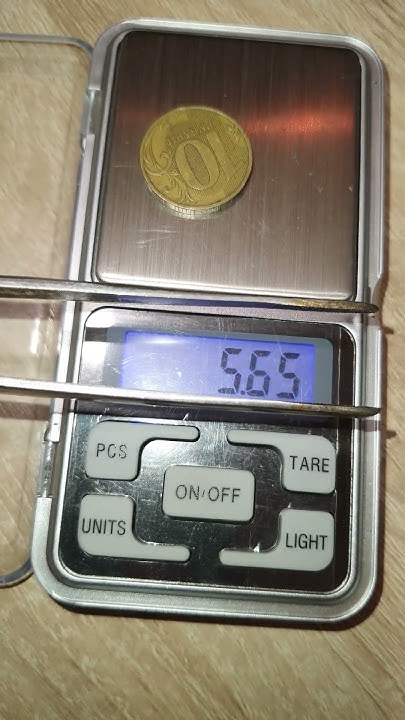 10
5.65
PCS
TARE
ON/OFF
UNITS
LIGHT